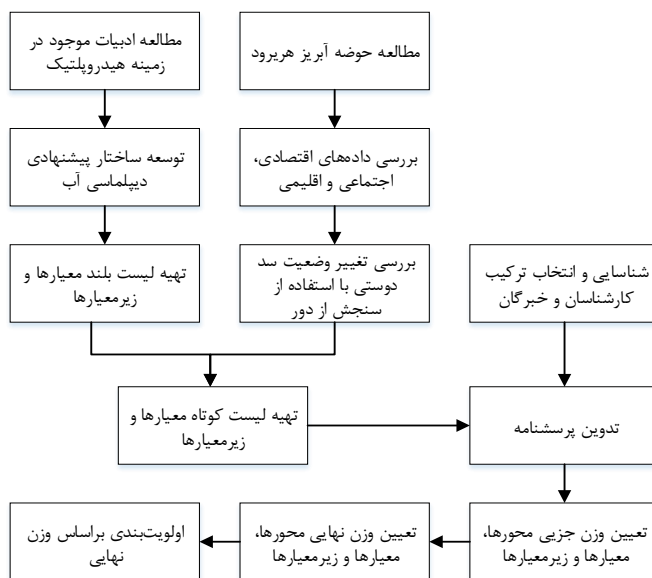 مطالعه ادبیات موجود در
زمینه هیدروپلتیک
مطالعه حوضه آبریز هریرود
توسعه ساختار پیشنهادی
دیپلماسی آب
بررسی داده‌های اقتصادی،
اجتماعی و اقلیمی
تهیه لیست بلند معیارها و
زیرمعیارها
بررسی تغییر وضعیت سد
دوستی با استفاده از
سنجش از دور
شناسایی و انتخاب ترکیب
کارشناسان و خبرگان
تهیه لیست کوتاه معیارها و
زیرمعیارها
تدوین پرسشنامه
تعیین وزن جزیی محورها،
معیارها و زیرمعیارها
تعیین وزن نهایی محورها،
معیارها و زیرمعیارها
اولویت‌بندی براساس وزن
نهایی